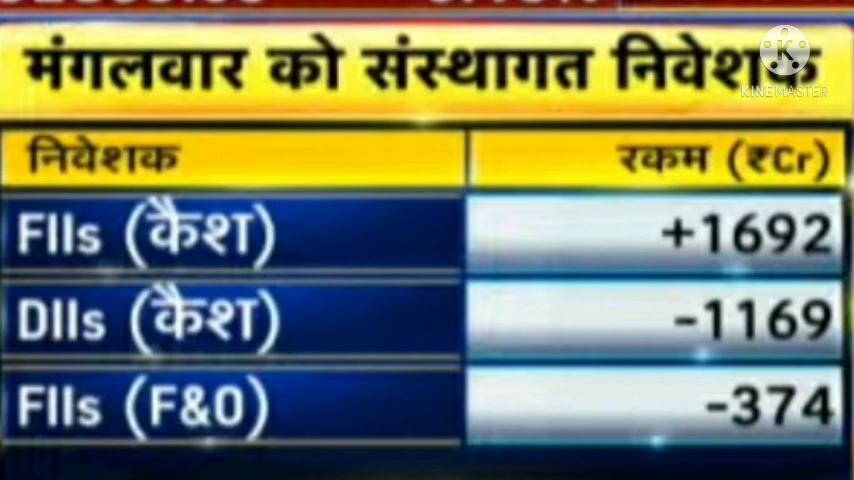 मंगलवार को संस्थागत निवेशक
KINEMASTER
निवेशक रकम (₹Cr)
FIIs (कैश) +1692
DIIs (कैश) -1169
FIIs (F&O) -374